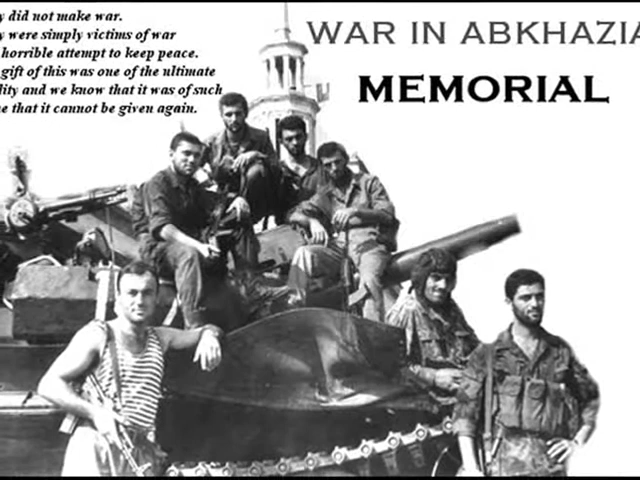 y did not make war.
y were simply victims of war
horrible attempt to keep peace.
gift of this was one of the ultimate
lity and we know that it was of such
e that it cannot be given again.
WAR IN ABKHAZIA
MEMORIAL